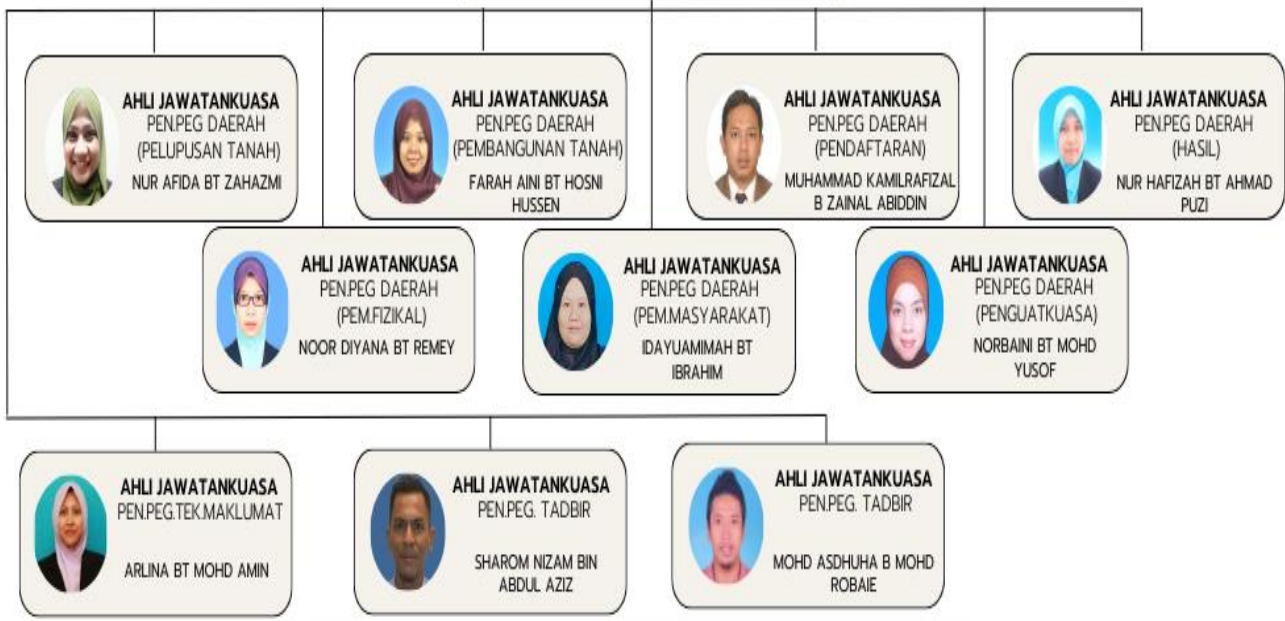 AHLI JAWATANKUASA
PEN.PEG DAERAH
(PELUPUSAN TANAH)
NUR AFIDA BT ZAHAZMI
AHLI JAWATANKUASA
PEN.PEG DAERAH
(PEMBANGUNAN TANAH)
FARAH AINI BT HOSNI
HUSSEN
AHLI JAWATANKUASA
PEN.PEG DAERAH
(PENDAFTARAN)
MUHAMMAD KAMILRAFIZAL
B ZAINAL ABIDDIN
AHLI JAWATANKUASA
PEN.PEG DAERAH
(HASIL)
NUR HAFIZAH BT AHMAD
PUZI
AHLI JAWATANKUASA
PEN.PEG DAERAH
(PEM.FIZIKAL)
NOOR DIYANA BT REMEY
AHLI JAWATANKUASA
PEN.PEG DAERAH
(PEM.MASYARAKAT)
IDAYUAMIMAH BT
IBRAHIM
AHLI JAWATANKUASA
PEN.PEG DAERAH
(PENGUATKUASA)
NORBAINI BT MOHD
YUSOF
AHLI JAWATANKUASA
PEN.PEG.TEK.MAKLUMAT
ARLINA BT MOHD AMIN
AHLI JAWATANKUASA
PEN.PEG. TADBIR
SHAROM NIZAM BIN
ABDUL AZIZ
AHLI JAWATANKUASA
PEN.PEG. TADBIR
MOHD ASDHUHA B MOHD
ROBAIE